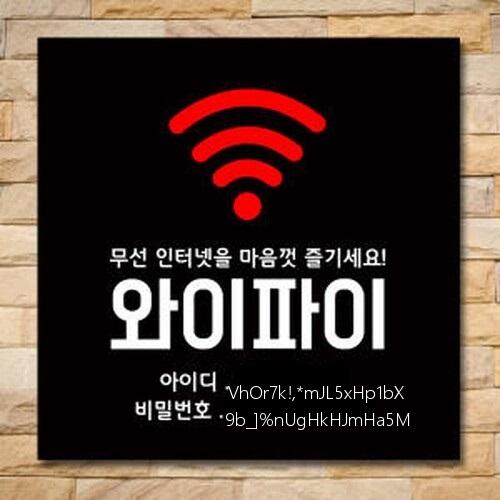 무선 인터넷을 마음껏 즐기세요!
와이파이
아이디 .
VhOr7k!,*mJL5xHp1bX
비밀번호 .
9b_]%nUgHkHJmHa5M